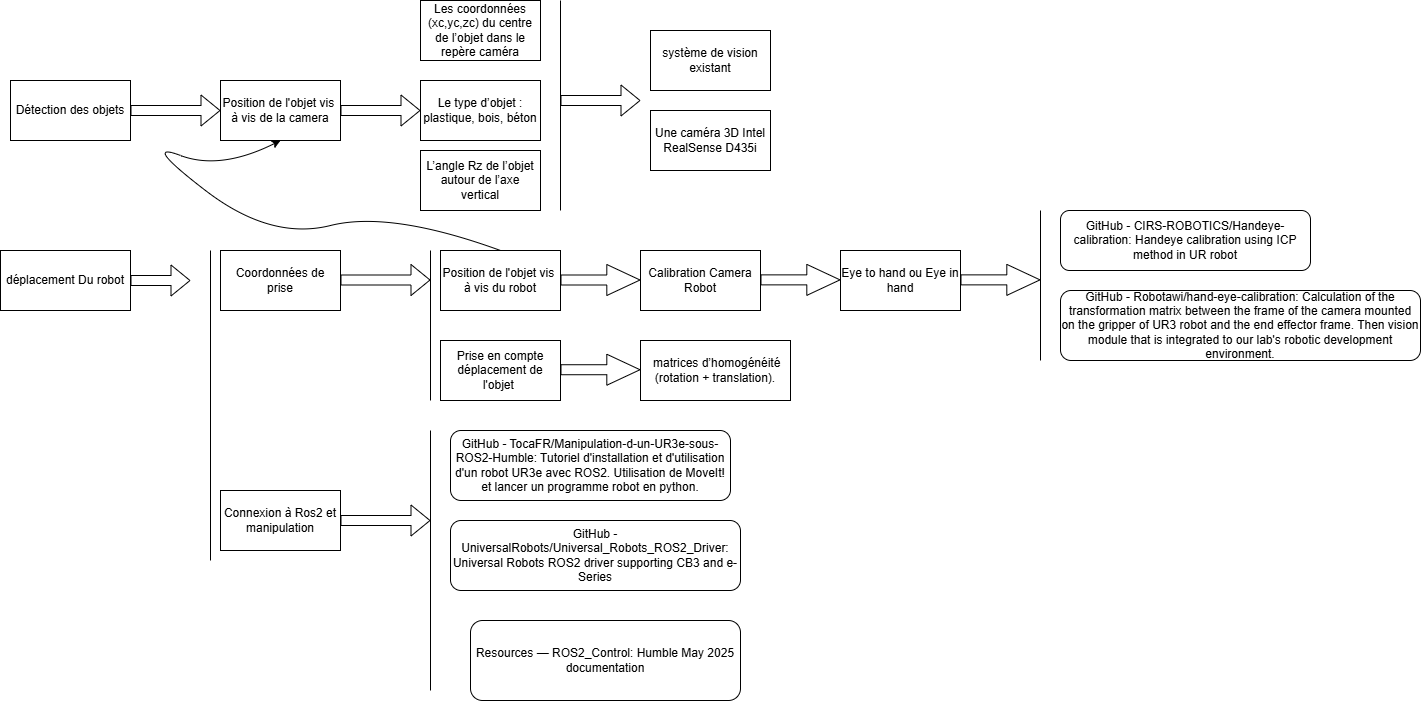 Les coordonnées
(xc,yc,zc) du centre
de l'objet dans le
repère caméra
système de vision
existant
Détection des objets
Position de l'objet vis
à vis de la camera
Le type d'objet :
plastique, bois, béton
Une caméra 3D Intel
RealSense D435i
L'angle Rz de l'objet
autour de l'axe
vertical
GitHub - CIRS-ROBOTICS/Handeye-
calibration: Handeye calibration using ICP
method in UR robot
déplacement Du robot
Coordonnées de
prise
Position de l'objet vis
à vis du robot
Calibration Camera
Robot
Eye to hand ou Eye in
hand
GitHub - Robotawi/hand-eye-calibration: Calculation of the
transformation matrix between the frame of the camera mounted
on the gripper of UR3 robot and the end effector frame. Then vision
module that is integrated to our lab's robotic development
environment.
Prise en compte
déplacement de
l'objet
matrices d'homogénéité
(rotation + translation).
GitHub - TocaFR/Manipulation-d-un-UR3e-sous-
ROS2-Humble: Tutoriel d'installation et d'utilisation
d'un robot UR3e avec ROS2. Utilisation de MoveIt!
et lancer un programme robot en python.
Connexion à Ros2 et
manipulation
GitHub -
UniversalRobots/Universal_Robots_ROS2_Driver:
Universal Robots ROS2 driver supporting CB3 and e-
Series
Resources — ROS2_Control: Humble May 2025
documentation